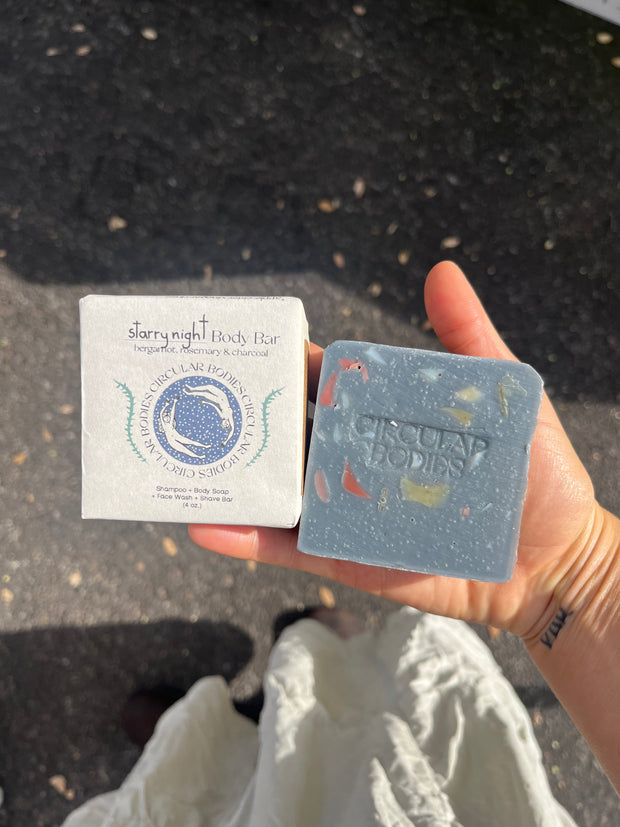 starry night Body Bar
bergamot, rosemary & charcoal
CIRCULAR BODIES CIRCULAR BODIES CIRCULAR BODIES
Shampoo + Body Soap
+ Face Wash + Shave Bar
(4 oz.)
CIRCULAR
BODIES